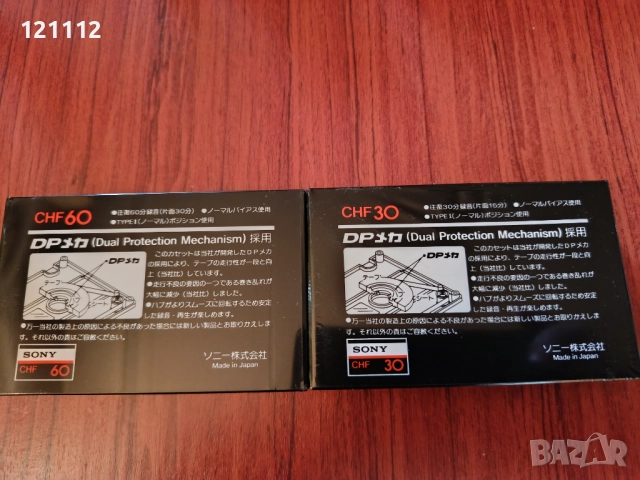 121112
CHF 60
●往復60分録音(片面30分) ●ノーマルバイアス使用
●TYPEⅠ(ノーマル)ポジション使用
DPメカ (Dual Protection Mechanism) 採用
DPメカ
このカセットは当社が開発したDPメカ
の採用により、テープの走行性が一段と向
上(当社比)しています。
●走行不良の要因の一つである巻き乱れが
大幅に減少(当社比)しました。
●ハブがよりスムーズに回転するため安定
した録音・再生が楽しめます。
●万一当社の製造上の原因による不良があった場合には新しい製品とお取りかえしま
す。それ以外の責はご容赦ください。
SONY
CHF 60
ソニー株式会社
Made in Japan
CHF 30
●往復30分録音(片面15分) ●ノーマルバイアス使用
●TYPEⅠ(ノーマル)ポジション使用
DPメカ (Dual Protection Mechanism) 採用
DPメカ
シート
このカセットは当社が開発したDPメカ
の採用により、テープの走行性が一段と向
上(当社比)しています。
●走行不良の要因の一つである巻き乱れが
大幅に減少(当社比)しました。
●ハブがよりスムーズに回転するため安定
した録音・再生が楽しめます。
●万一当社の製造上の原因による不良があった場合には新しい製品とお取りかえしま
す。それ以外の責はご容赦ください。
SONY
CHF 30
ソニー株式会社
Made in Japan
BAZAR